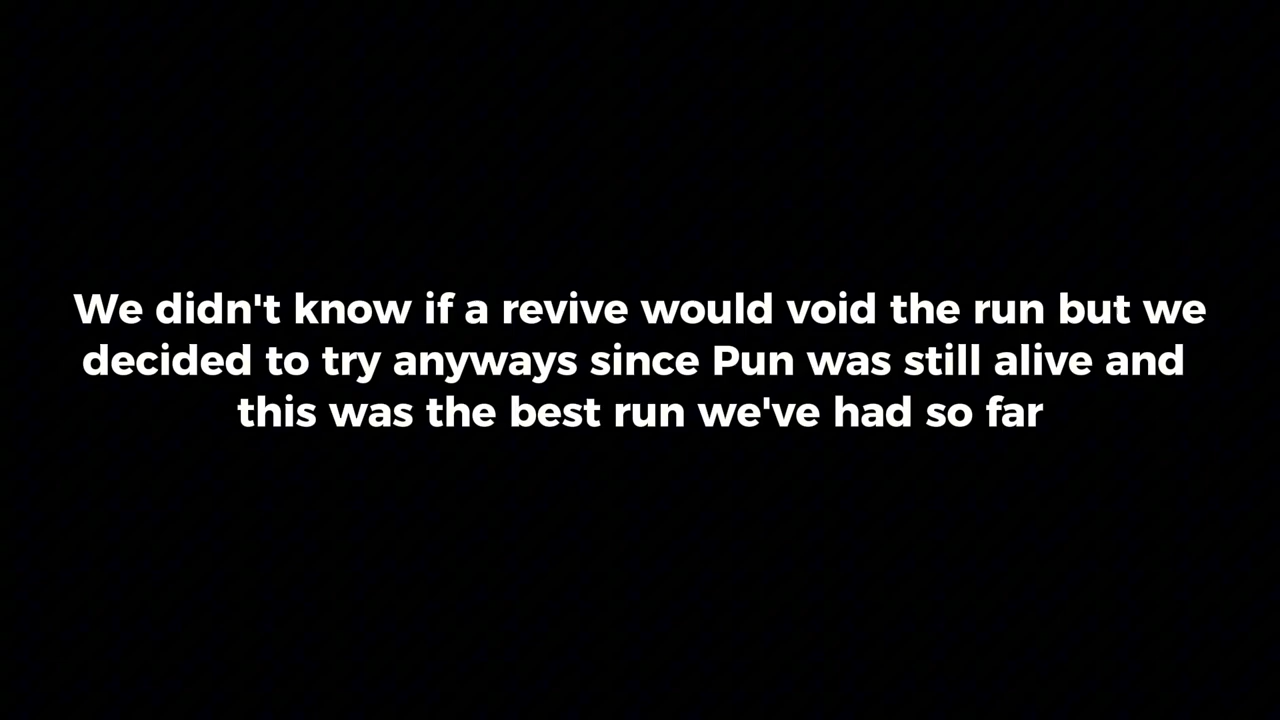 We didn't know if a revive would void the run but we
decided to try anyways since Pun was still alive and
this was the best run we've had so far